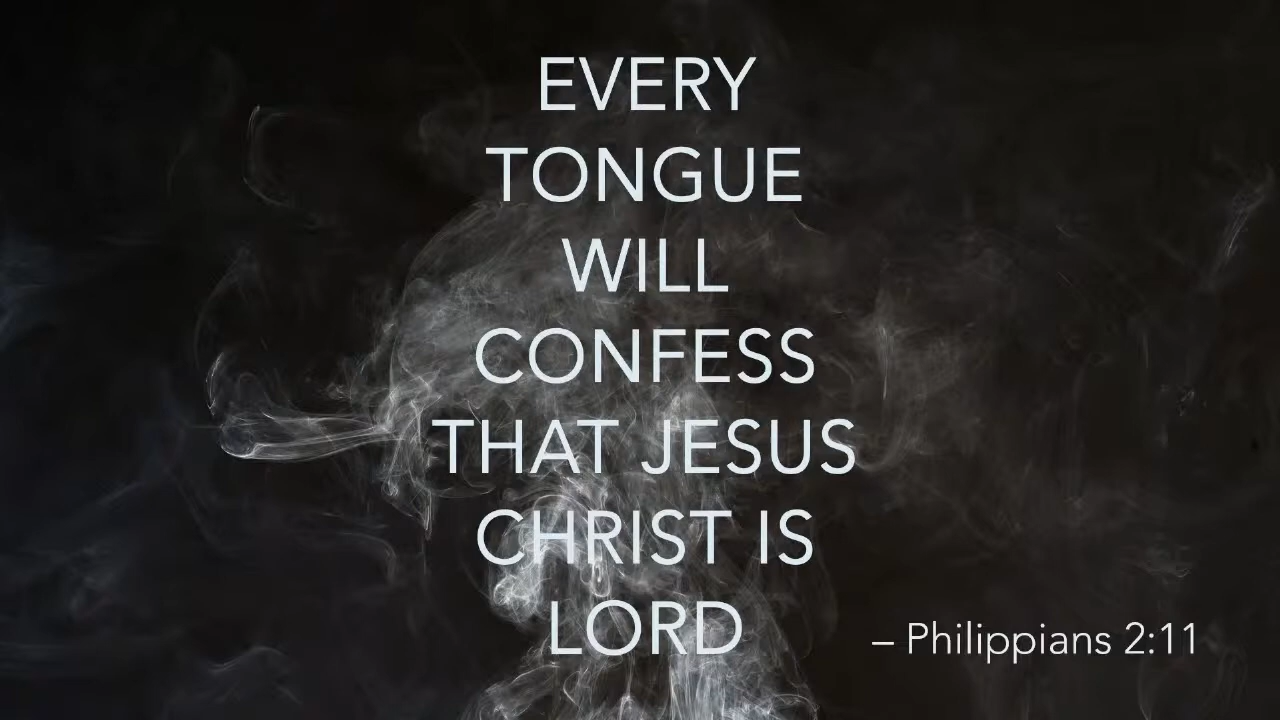 EVERY
TONGUE
WILL
CONFESS
THAT JESUS
CHRIST IS
LORD
– Philippians 2:11